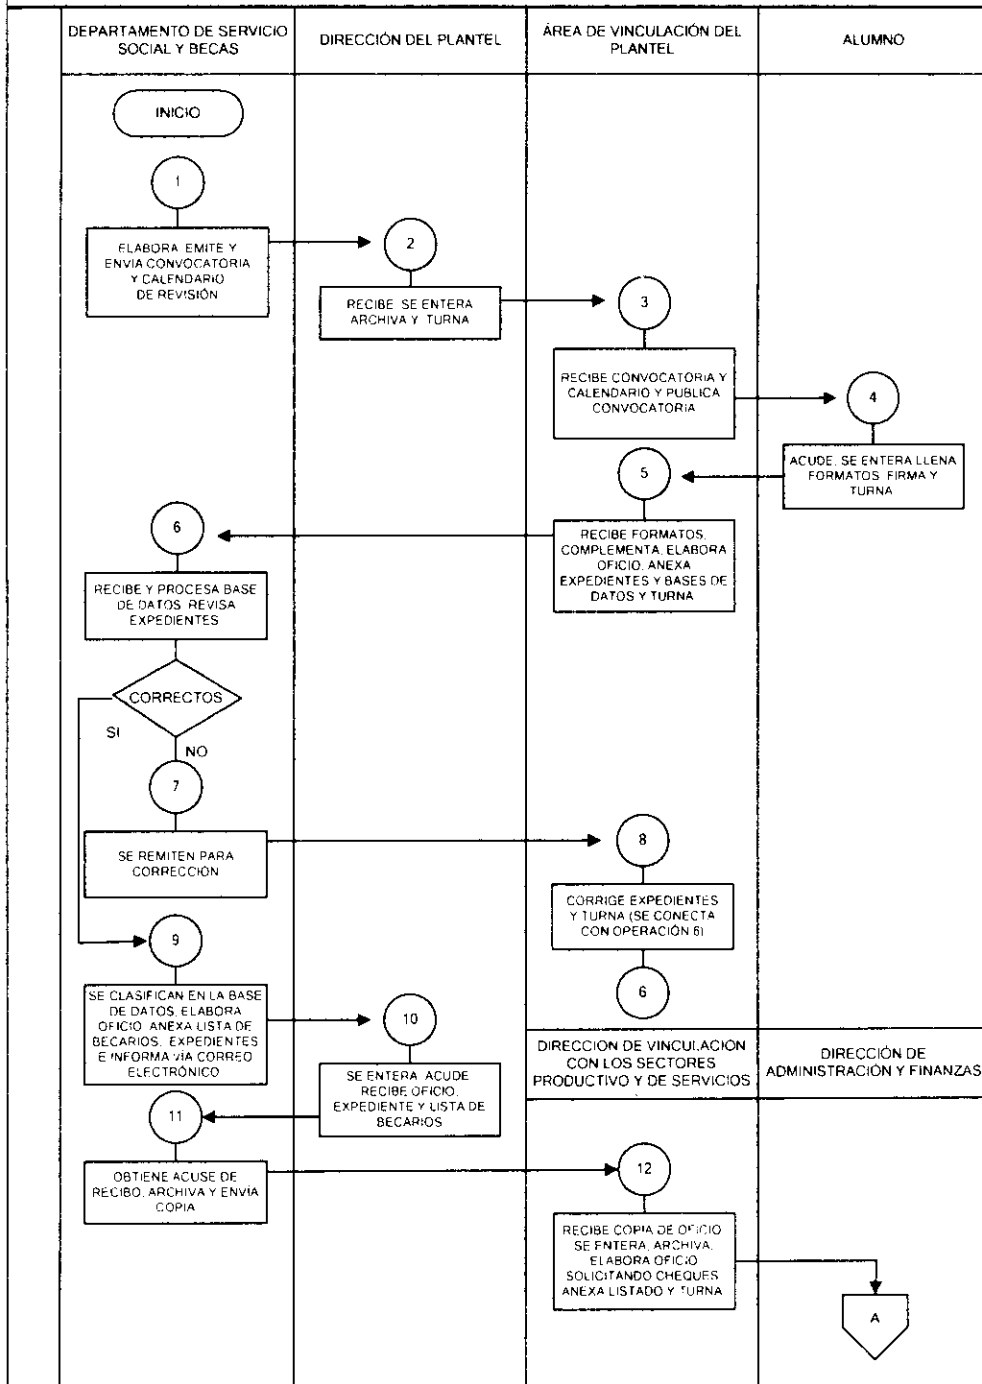 DEPARTAMENTO DE SERVICIO
SOCIAL Y BECAS
DIRECCIÓN DEL PLANTEL
ÁREA DE VINCULACIÓN DEL
PLANTEL
ALUMNO
INICIO
1
ELABORA EMITE Y
ENVIA CONVOCATORIA
Y CALENDARIO
DE REVISIÓN
2
RECIBE SE ENTERA
ARCHIVA Y TURNA
3
RECIBE CONVOCATORIA Y
CALENDARIO Y PUBLICA
CONVOCATORIA
4
ACUDE, SE ENTERA LLENA
FORMATOS FIRMA Y
TURNA
5
RECIBE FORMATOS,
COMPLEMENTA, ELABORA
OFICIO, ANEXA
EXPEDIENTES Y BASES DE
DATOS Y TURNA
6
RECIBE Y PROCESA BASE
DE DATOS REVISA
EXPEDIENTES
CORRECTOS
SI
NO
7
SE REMITEN PARA
CORRECCIÓN
8
CORRIGE EXPEDIENTES
Y TURNA (SE CONECTA
CON OPERACIÓN 6)
6
9
SE CLASIFICAN EN LA BASE
DE DATOS, ELABORA
OFICIO ANEXA LISTA DE
BECARIOS, EXPEDIENTES
E INFORMA VÍA CORREO
ELECTRÓNICO
10
SE ENTERA ACUDE
RECIBE OFICIO,
EXPEDIENTE Y LISTA DE
BECARIOS
DIRECCION DE VINCULACION
CON LOS SECTORES
PRODUCTIVO Y DE SERVICIOS
DIRECCIÓN DE
ADMINISTRACIÓN Y FINANZAS
11
OBTIENE ACUSE DE
RECIBO, ARCHIVA Y ENVÍA
COPIA
12
RECIBE COPIA DE OFICIO
SE ENTERA, ARCHIVA,
ELABORA OFICIO
SOLICITANDO CHEQUES
ANEXA LISTADO Y TURNA
A